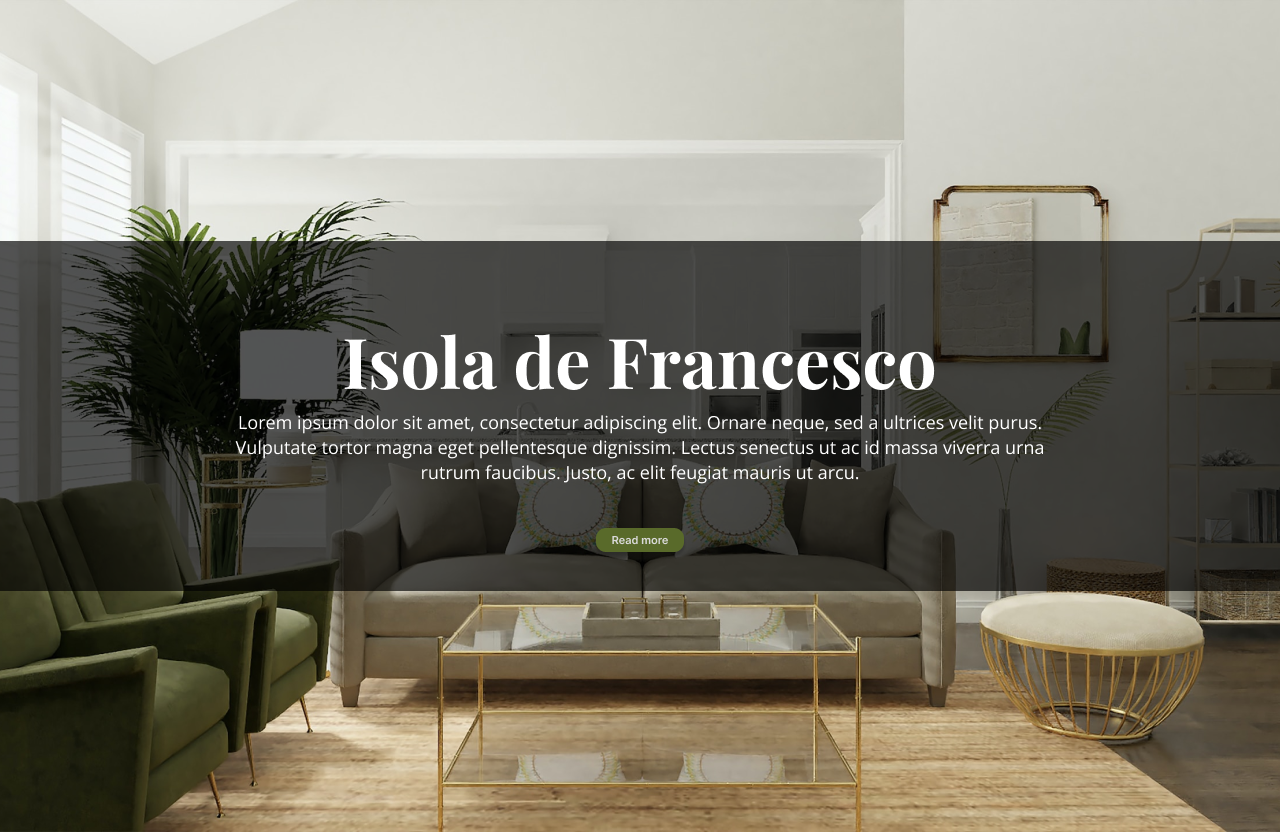 Isola de Francesco
Lorem ipsum dolor sit amet, consectetur adipiscing elit. Ornare neque, sed a ultrices velit purus.
Vulputate tortor magna eget pellentesque dignissim. Lectus senectus ut ac id massa viverra urna
rutrum faucibus. Justo, ac elit feugiat mauris ut arcu.
Read more